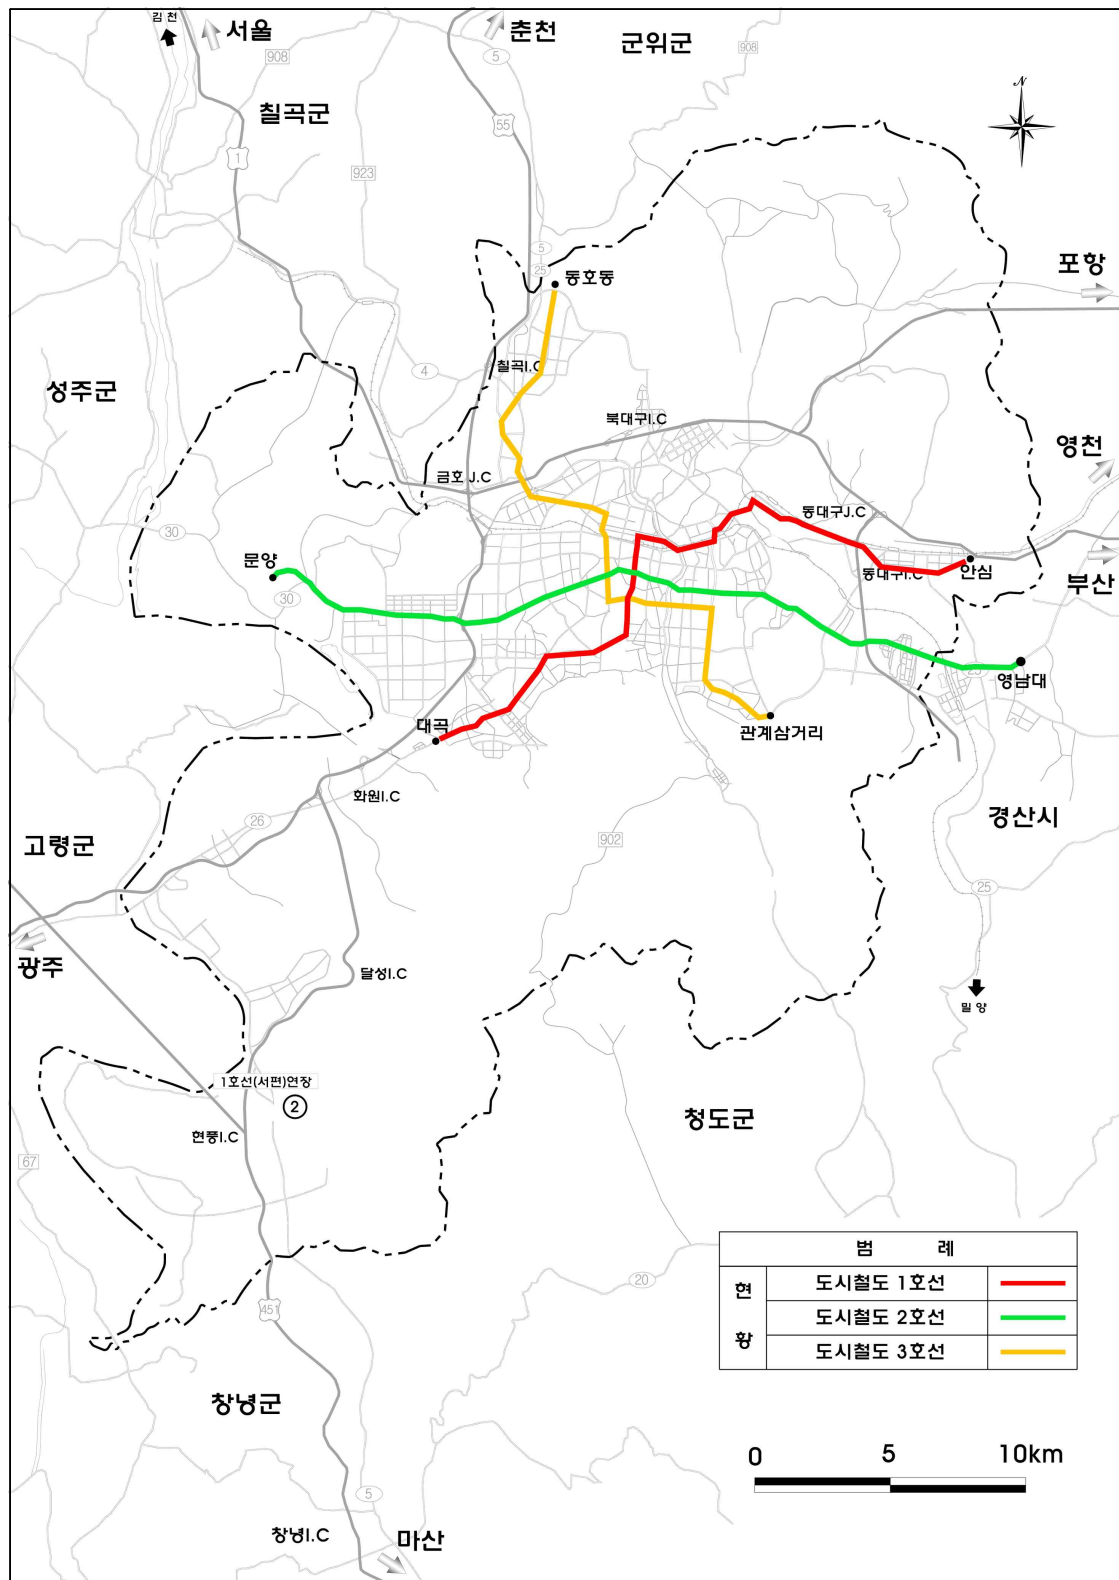 김천
서울
춘천
군위군
5
908
908
칠곡군
N
55
1
923
5
25
동호동
포항
칠곡I.C
4
성주군
북대구I.C
영천
금호 J.C
동대구J.C
30
문양
안심
동대구I.C
부산
30
25
영남대
대곡
관계삼거리
화원I.C
경산시
26
902
고령군
25
광주
달성I.C
밀양
1호선(서편)연장
2
청도군
현풍I.C
67
범 례
현황
도시철도 1호선
도시철도 2호선
도시철도 3호선
20
451
창녕군
0 5 10km
5
창녕I.C
마산